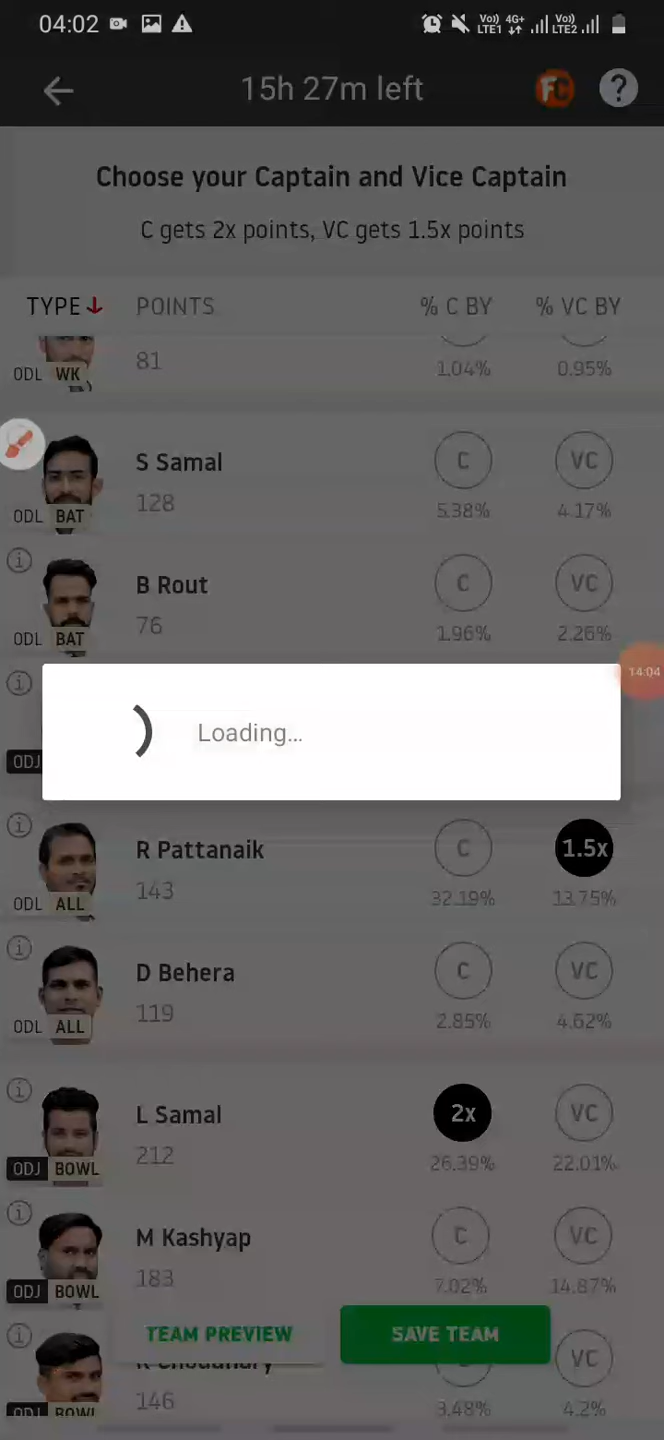 04:02
Vo) 4G+ Vo)
LTE1 LTE2
15h 27m left
FC
?
Choose your Captain and Vice Captain
C gets 2x points, VC gets 1.5x points
TYPE POINTS % C BY % VC BY
81 1.04% 0.95%
ODL WK
S Samal C VC
128 5.38% 4.17%
ODL BAT
B Rout C VC
76 1.96% 2.26%
ODL BAT
14:04
Loading...
ODJ
R Pattanaik C 1.5x
143 32.19% 13.75%
ODL ALL
D Behera C VC
119 2.85% 4.62%
ODL ALL
L Samal 2x VC
212 26.39% 22.01%
ODJ BOWL
M Kashyap C VC
183 7.02% 14.87%
ODJ BOWL
TEAM PREVIEW SAVE TEAM
VC
146 3.48% 4.2%
ODJ BOWL